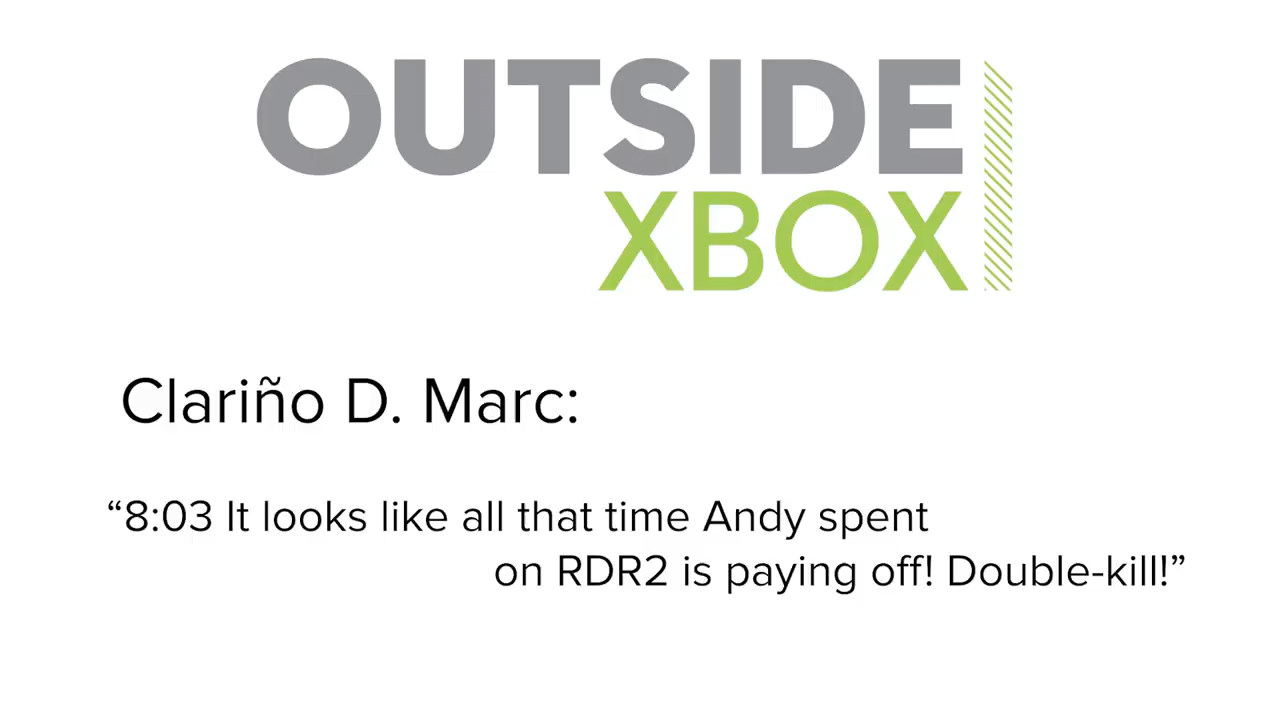 OUTSIDE
XBOX
Clariño D. Marc:
“8:03 It looks like all that time Andy spent
on RDR2 is paying off! Double-kill!”